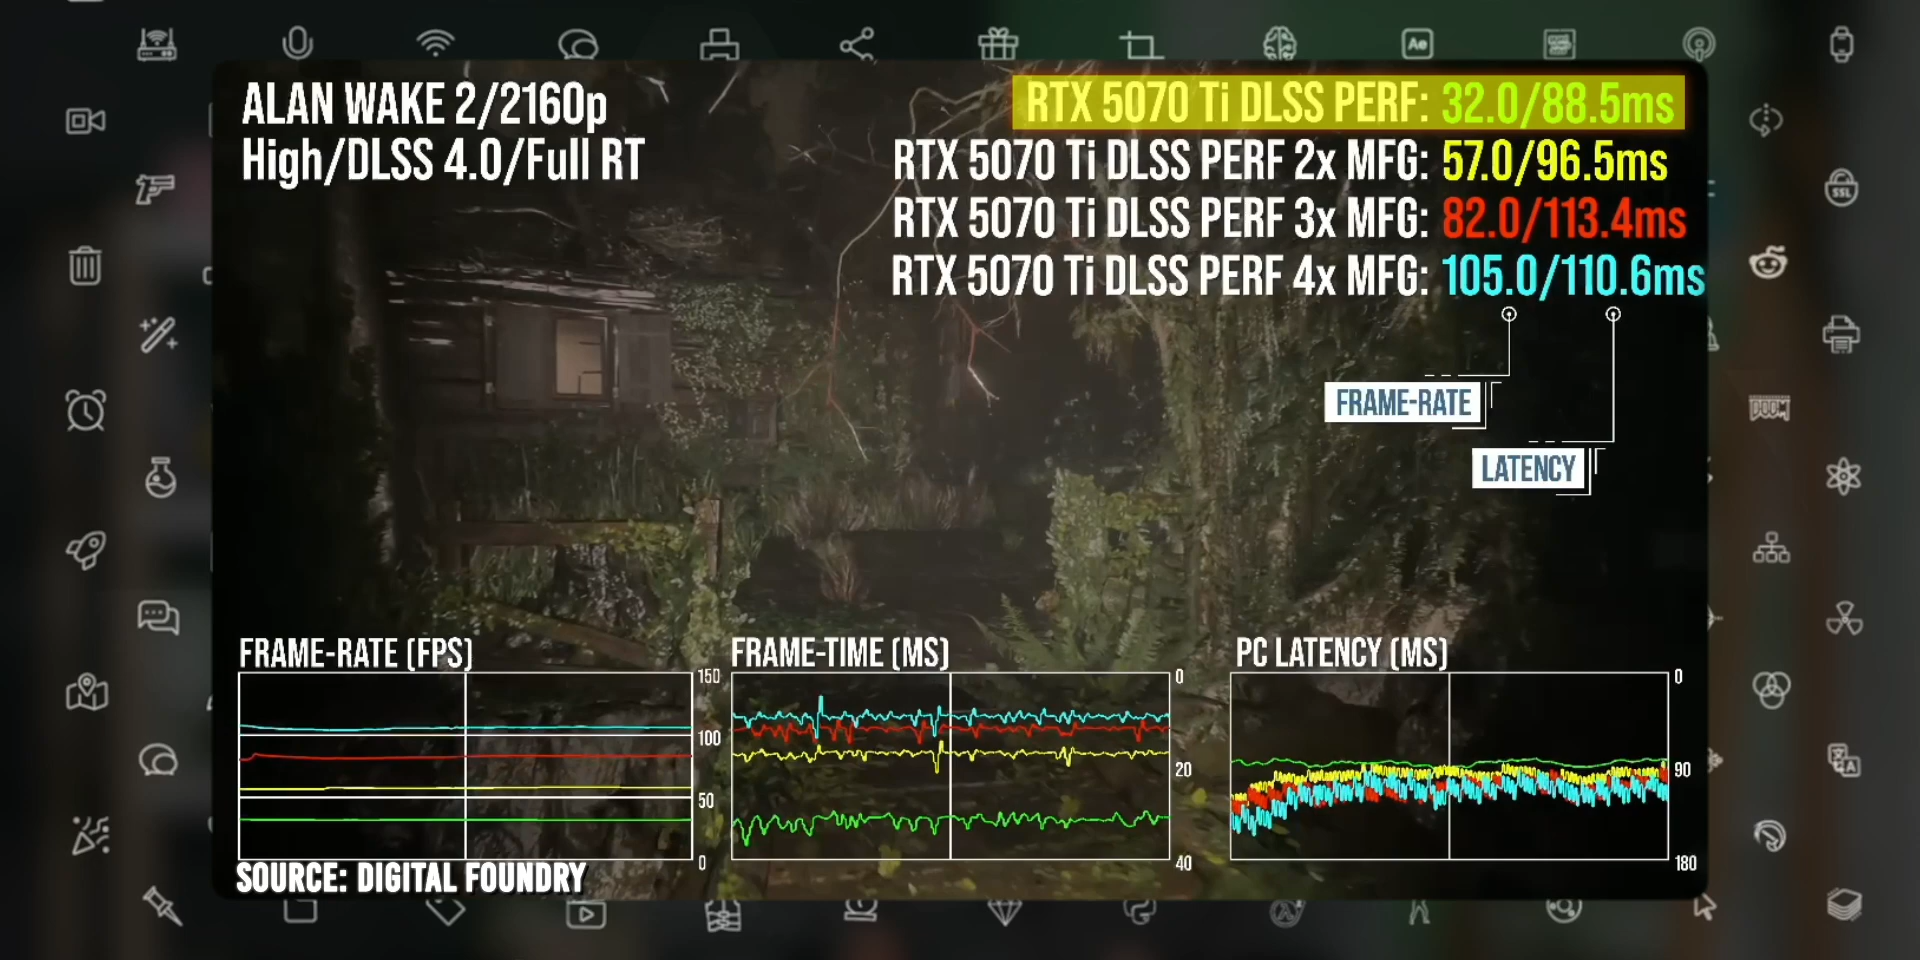 ALAN WAKE 2/2160p
High/DLSS 4.0/Full RT
RTX 5070 Ti DLSS PERF: 32.0/88.5ms
RTX 5070 Ti DLSS PERF 2x MFG: 57.0/96.5ms
RTX 5070 Ti DLSS PERF 3x MFG: 82.0/113.4ms
RTX 5070 Ti DLSS PERF 4x MFG: 105.0/110.6ms
FRAME-RATE
LATENCY
FRAME-RATE (FPS)
150
100
50
0
FRAME-TIME (MS)
0
20
40
PC LATENCY (MS)
0
90
180
SOURCE: DIGITAL FOUNDRY
Ae
SSL
DOOM
A